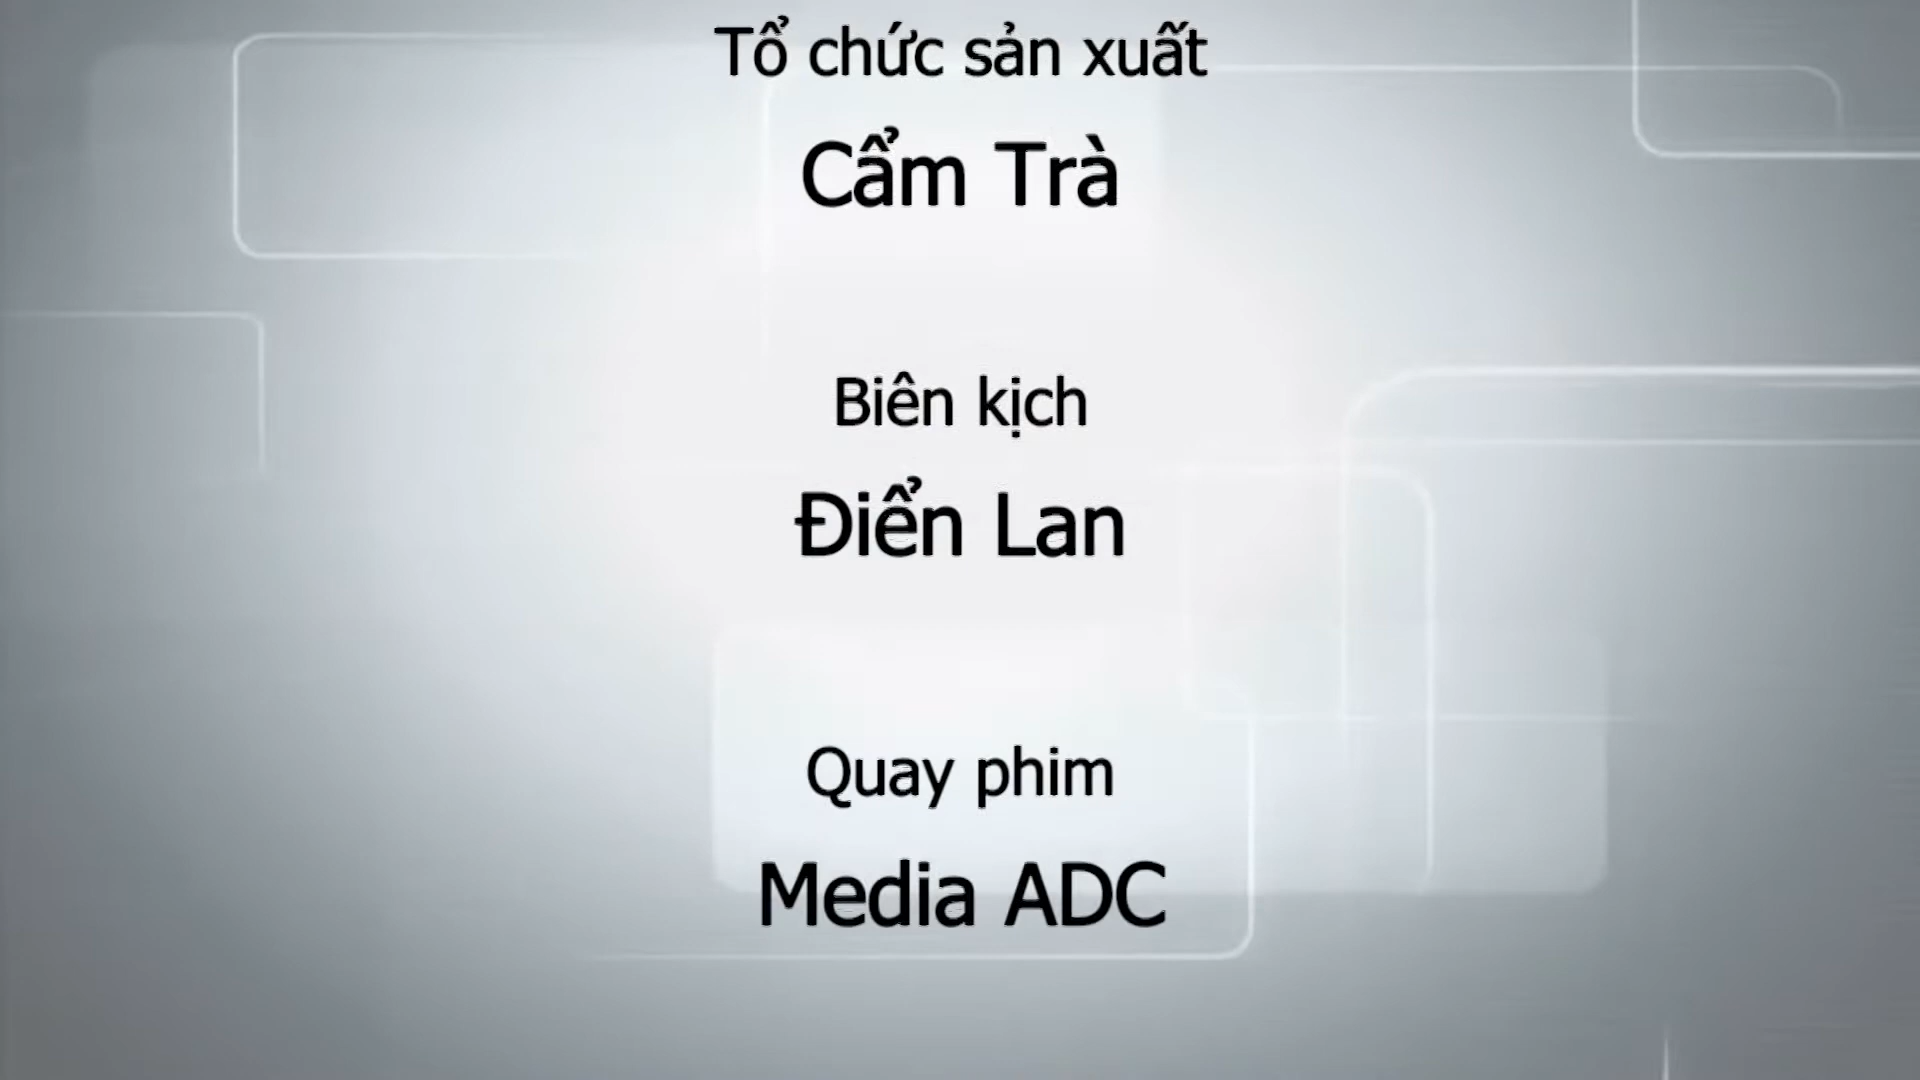 Tổ chức sản xuất
Cẩm Trà
Biên kịch
Điển Lan
Quay phim
Media ADC